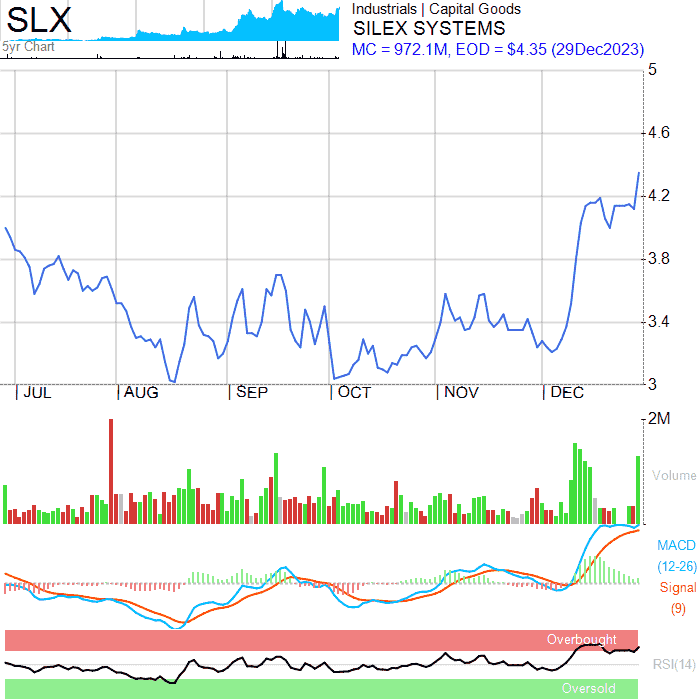 SLX
5yr Chart
Industrials | Capital Goods
SILEX SYSTEMS
MC = 972.1M, EOD = $4.35 (29Dec2023)
5
4.6
4.2
3.8
3.4
3
JUL AUG SEP OCT NOV DEC
2M
Volume
MACD
(12-26)
Signal
(9)
Overbought
RSI(14)
Oversold